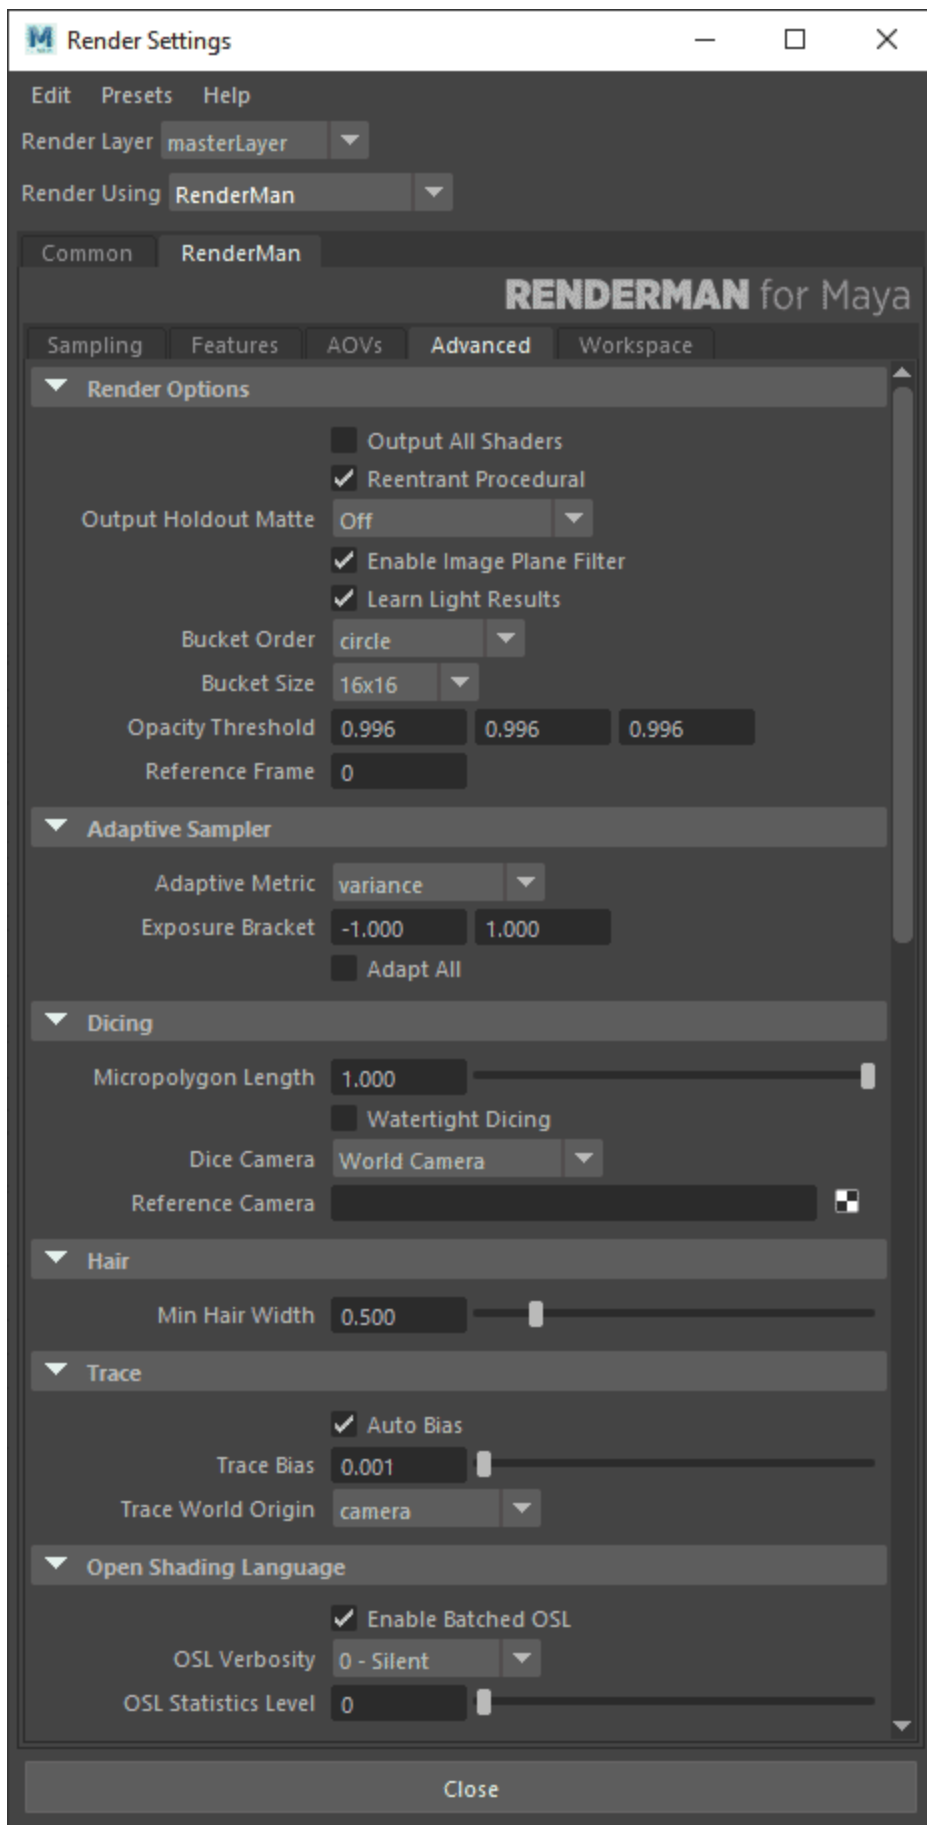 Render Settings
Edit Presets Help
Render Layer masterLayer
Render Using RenderMan
Common RenderMan
RENDERMAN for Maya
Sampling Features AOVs Advanced Workspace
Render Options
Output All Shaders
Reentrant Procedural
Output Holdout Matte Off
Enable Image Plane Filter
Learn Light Results
Bucket Order circle
Bucket Size 16x16
Opacity Threshold 0.996 0.996 0.996
Reference Frame 0
Adaptive Sampler
Adaptive Metric variance
Exposure Bracket -1.000 1.000
Adapt All
Dicing
Micropolygon Length 1.000
Watertight Dicing
Dice Camera World Camera
Reference Camera
Hair
Min Hair Width 0.500
Trace
Auto Bias
Trace Bias 0.001
Trace World Origin camera
Open Shading Language
Enable Batched OSL
OSL Verbosity 0 - Silent
OSL Statistics Level 0
Close